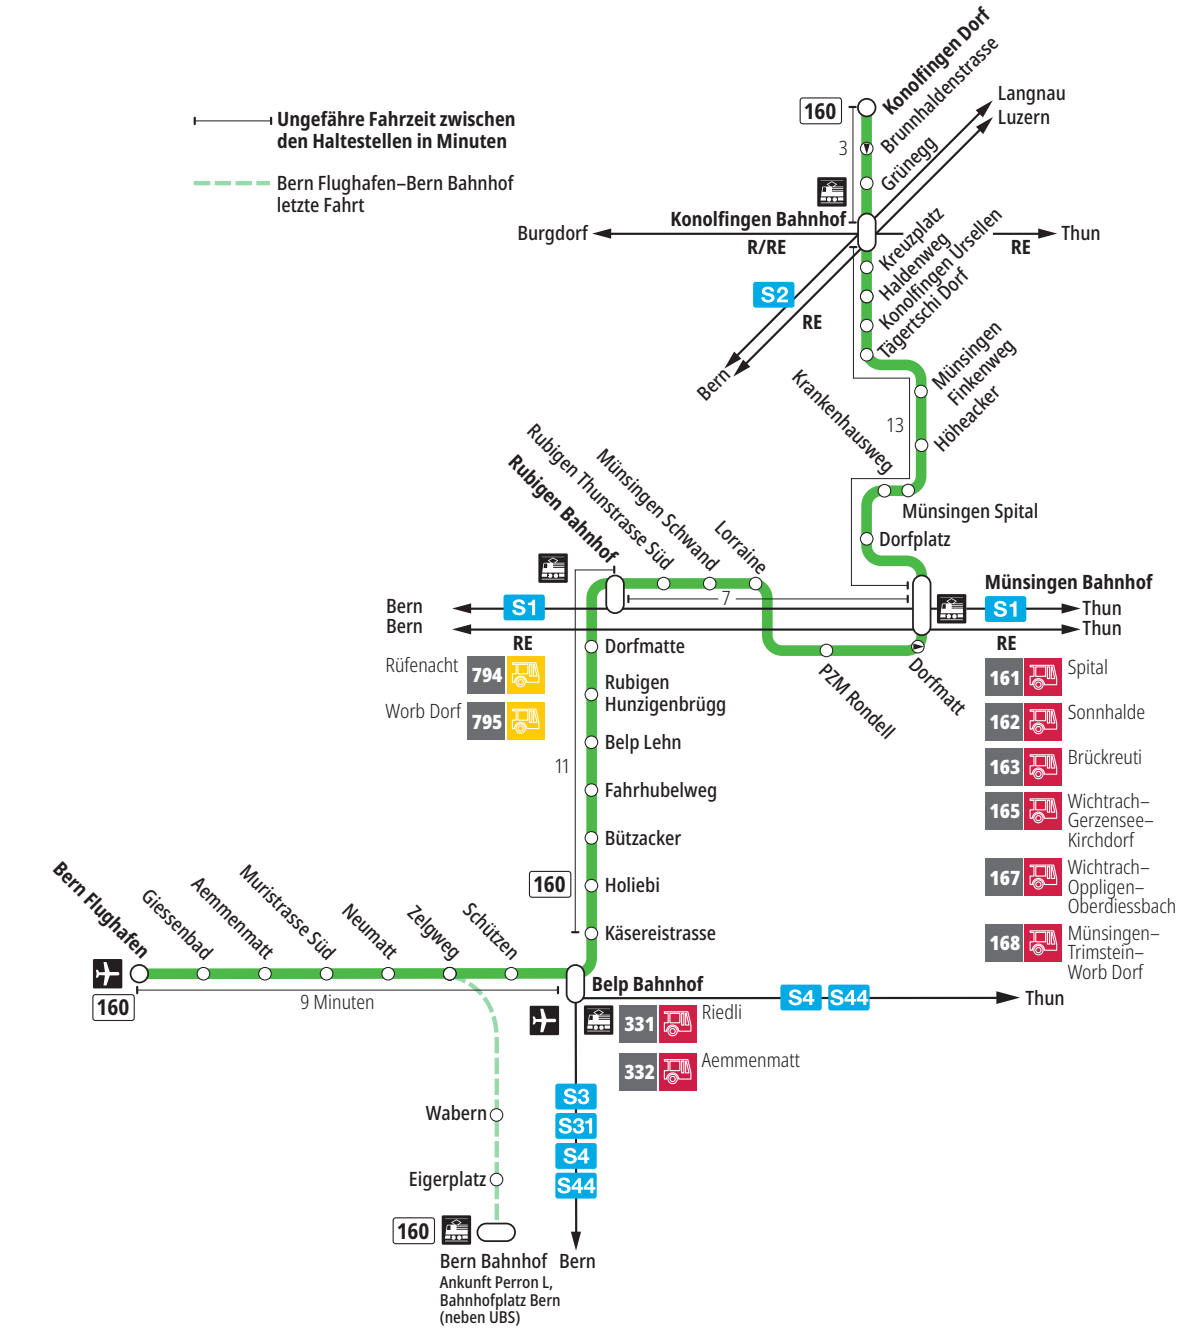 Ungefähre Fahrzeit zwischen
den Haltestellen in Minuten
Bern Flughafen–Bern Bahnhof
letzte Fahrt
160
Konolfingen Dorf
Brunnhaldenstrasse
Grünegg
3
Langnau
Luzern
Konolfingen Bahnhof
Burgdorf
R/RE
RE
Thun
S2
RE
Bern
Kreuzplatz
Haldenweg
Konolfingen Ursellen
Tägertschi Dorf
Münsingen
Finkenweg
Höheacker
13
Krankenhausweg
Münsingen Spital
Dorfplatz
Rubigen Bahnhof
Rubigen Thunstrasse Süd
Münsingen Schwand
Lorraine
7
Münsingen Bahnhof
Bern
S1
S1
Thun
Bern
Thun
RE
RE
PZM Rondell
Dorfmatt
Rüfenacht
794
Worb Dorf
795
161
Spital
162
Sonnhalde
163
Brückreuti
165
Wichtrach–
Gerzensee–
Kirchdorf
167
Wichtrach–
Oppligen–
Oberdiessbach
168
Münsingen–
Trimstein–
Worb Dorf
Dorfmatte
Rubigen
Hunzigenbrügg
Belp Lehn
11
Fahrhubelweg
Bützacker
160
Holiebi
Käsereistrasse
Bern Flughafen
Giessenbad
Aemmenmatt
Muristrasse Süd
Neumatt
Zelgweg
Schützen
160
9 Minuten
Belp Bahnhof
S4
S44
Thun
331
Riedli
332
Aemmenmatt
S3
S31
S4
S44
Bern
Wabern
Eigerplatz
160
Bern Bahnhof
Ankunft Perron L,
Bahnhofplatz Bern
(neben UBS)